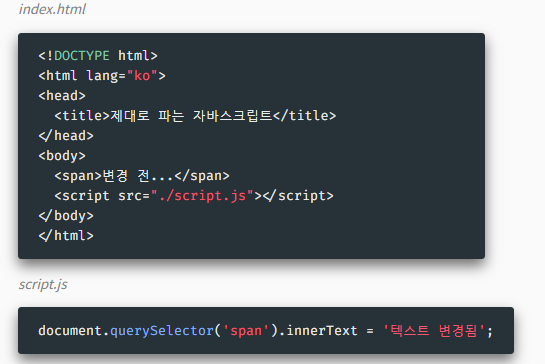 index.html
<!DOCTYPE html>
<html lang="ko">
<head>
  <title>제대로 파는 자바스크립트</title>
</head>
<body>
  <span>변경 전...</span>
  <script src="./script.js"></script>
</body>
</html>
script.js
document.querySelector('span').innerText = '텍스트 변경됨';